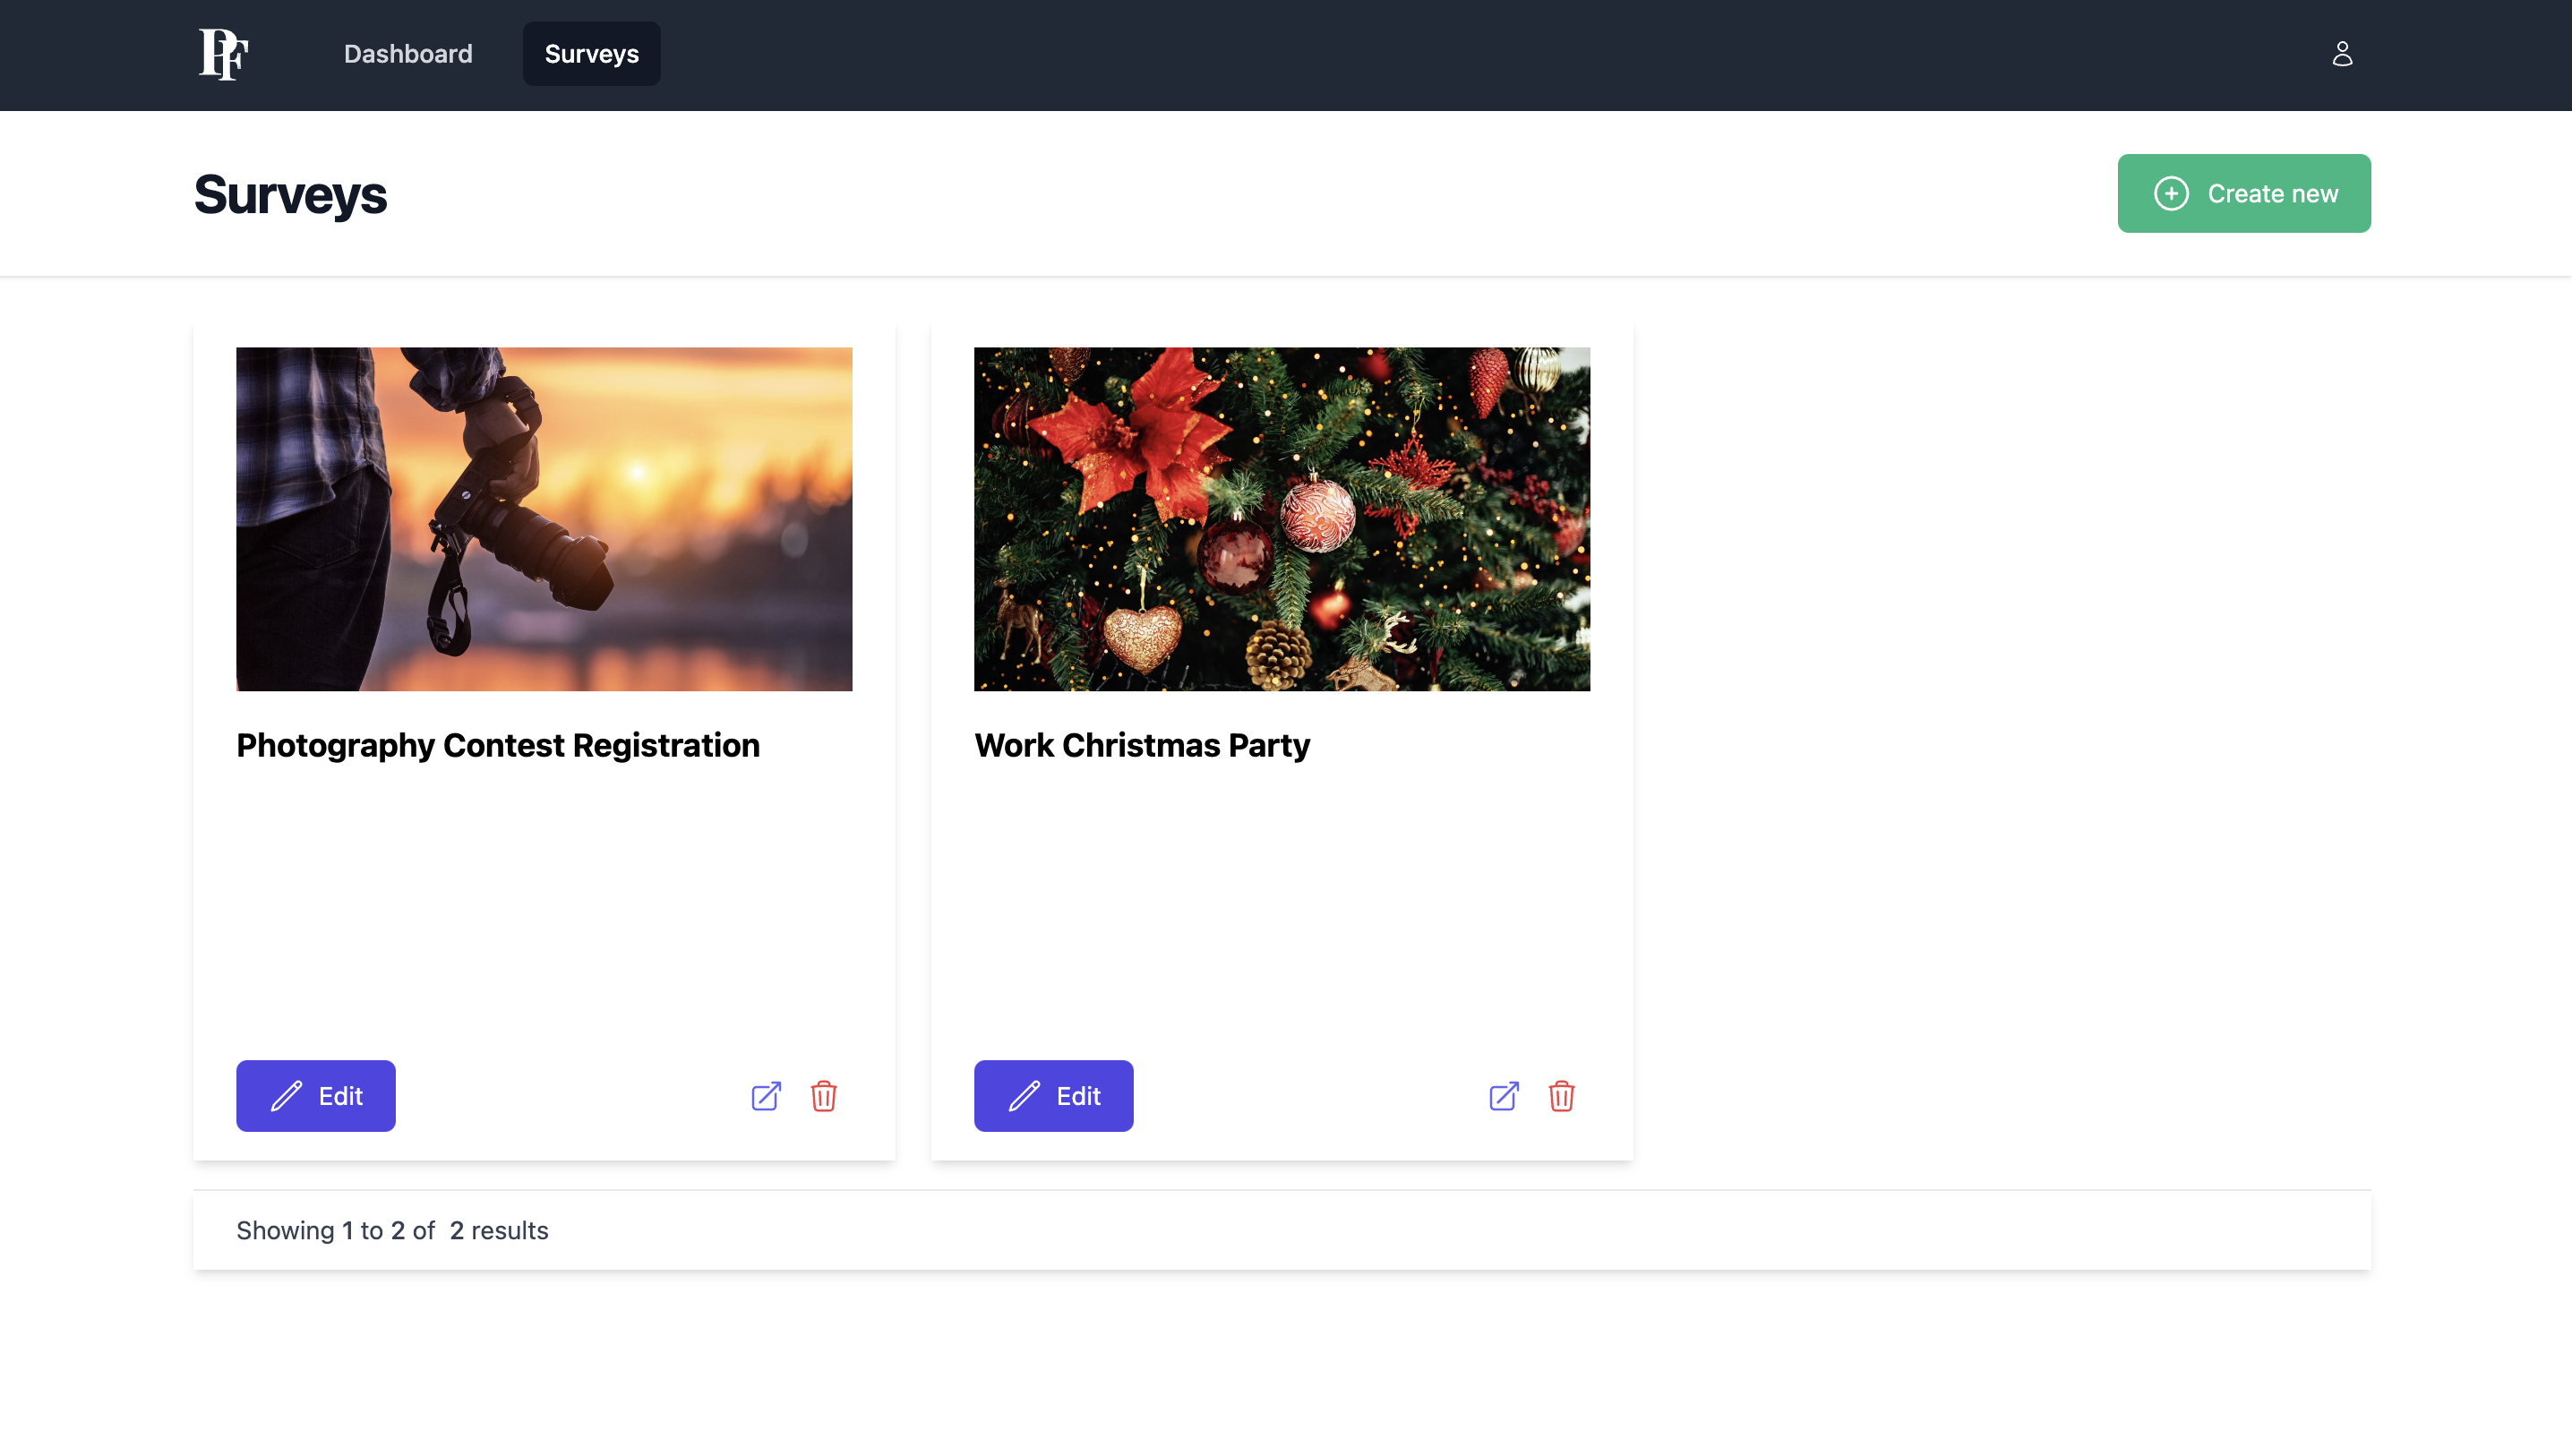 PF
Dashboard
Surveys
Surveys
Create new
Photography Contest Registration
Work Christmas Party
Edit
Edit
Showing 1 to 2 of 2 results